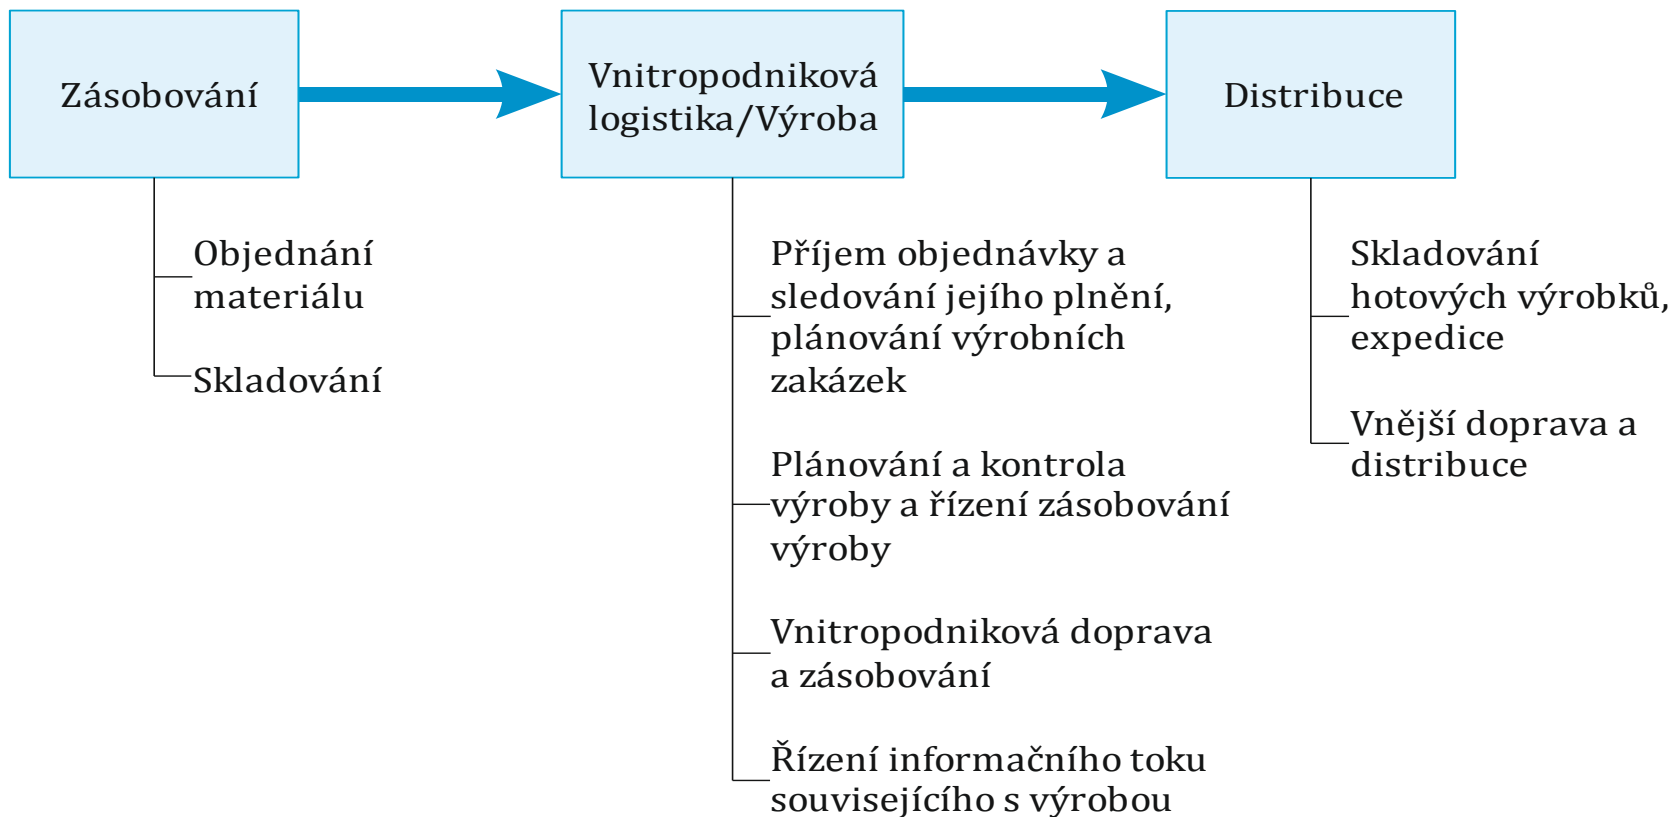 Zásobování
Vnitropodniková
logistika/Výroba
Distribuce
Objednání
materiálu
Skladování
Příjem objednávky a
sledování jejího plnění,
plánování výrobních
zakázek
Plánování a kontrola
výroby a řízení zásobování
výroby
Vnitropodniková doprava
a zásobování
Řízení informačního toku
souvisejícího s výrobou
Skladování
hotových výrobků,
expedice
Vnější doprava a
distribuce